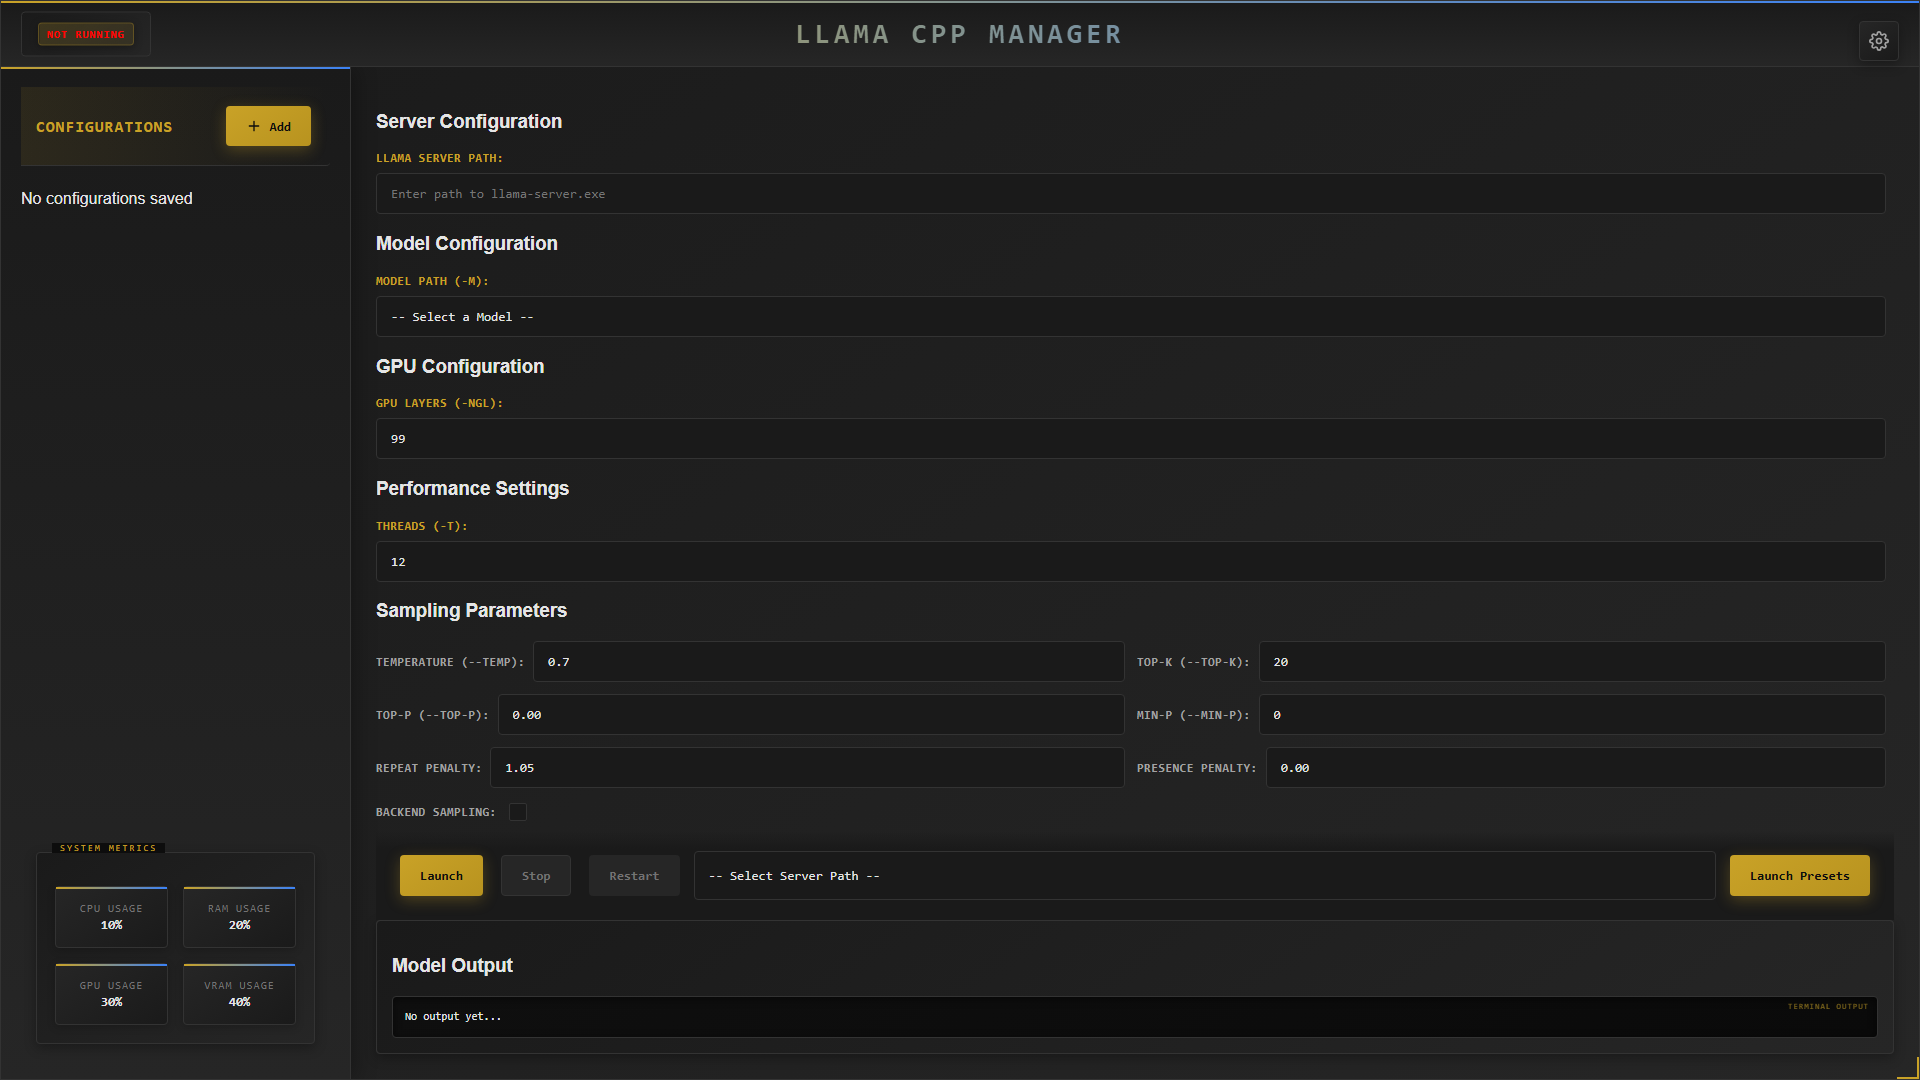 NOT RUNNING
LLAMA CPP MANAGER
CONFIGURATIONS
+ Add
No configurations saved
SYSTEM METRICS
CPU USAGE
10%
RAM USAGE
20%
GPU USAGE
30%
VRAM USAGE
40%
Server Configuration
LLAMA SERVER PATH:
Enter path to llama-server.exe
Model Configuration
MODEL PATH (-M):
-- Select a Model --
GPU Configuration
GPU LAYERS (-NGL):
99
Performance Settings
THREADS (-T):
12
Sampling Parameters
TEMPERATURE (--TEMP): 0.7
TOP-K (--TOP-K): 20
TOP-P (--TOP-P): 0.00
MIN-P (--MIN-P): 0
REPEAT PENALTY: 1.05
PRESENCE PENALTY: 0.00
BACKEND SAMPLING:
Launch
Stop
Restart
-- Select Server Path --
Launch Presets
Model Output
TERMINAL OUTPUT
No output yet...